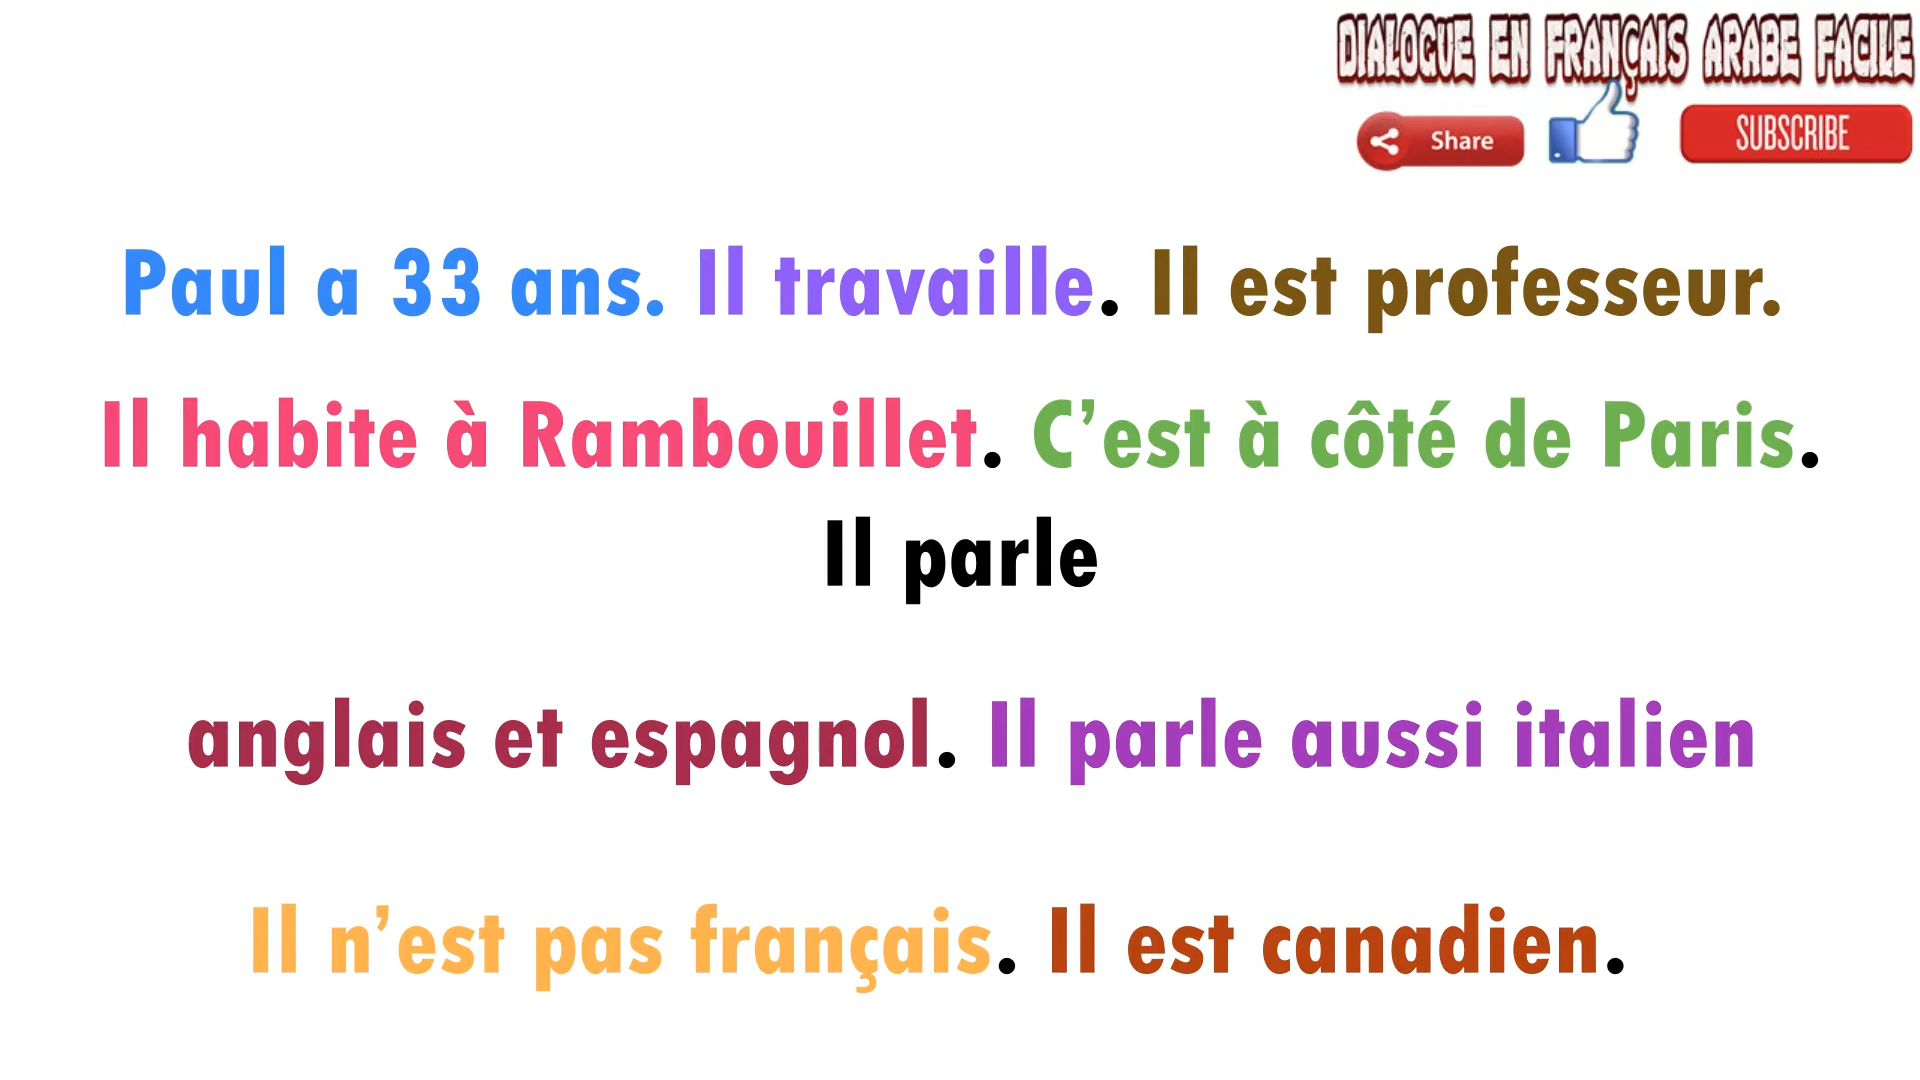 DIALOGUE EN FRANÇAIS ARABE FACILE
Share
SUBSCRIBE
Paul a 33 ans. Il travaille. Il est professeur.
Il habite à Rambouillet. C’est à côté de Paris.
Il parle
anglais et espagnol. Il parle aussi italien
Il n’est pas français. Il est canadien.